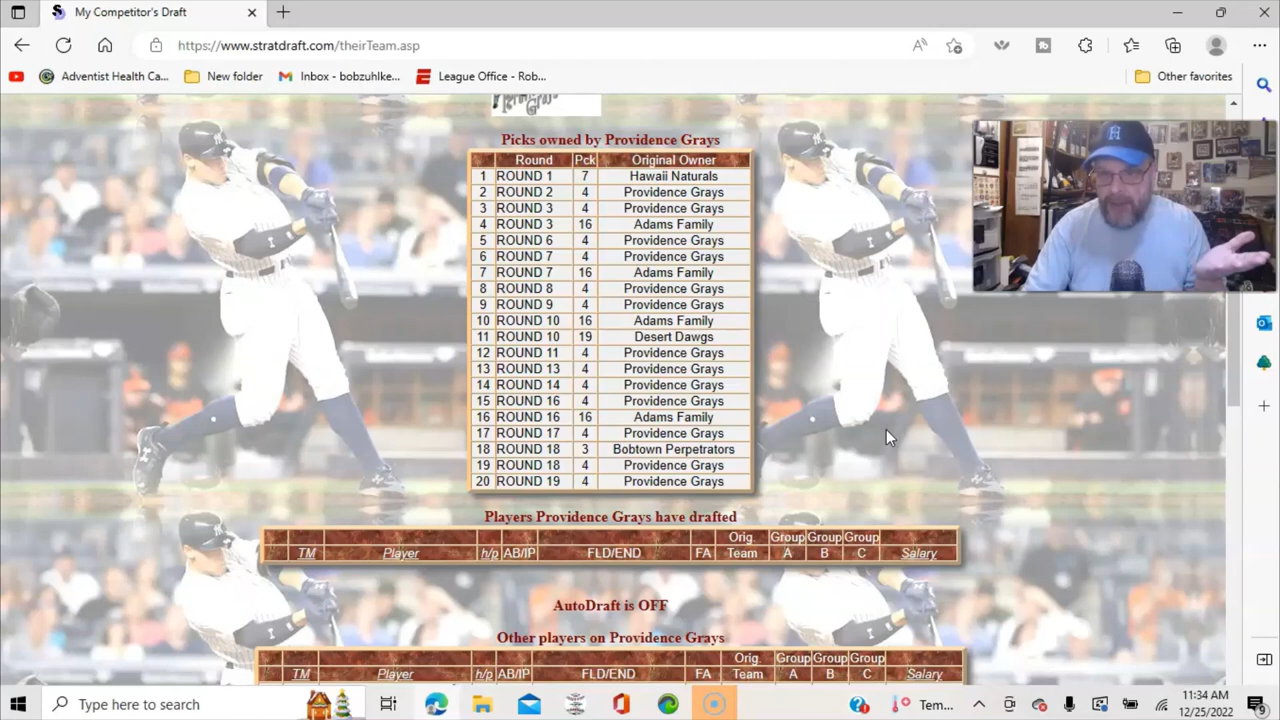 My Competitor's Draft
https://www.stratdraft.com/theirTeam.asp
Adventist Health Ca...
New folder
Inbox - bobzuhlke...
League Office - Rob...
Other favorites
Picks owned by Providence Grays
Round Pck Original Owner
1 ROUND 1 7 Hawaii Naturals
2 ROUND 2 4 Providence Grays
3 ROUND 3 4 Providence Grays
4 ROUND 3 16 Adams Family
5 ROUND 6 4 Providence Grays
6 ROUND 7 4 Providence Grays
7 ROUND 7 16 Adams Family
8 ROUND 8 4 Providence Grays
9 ROUND 9 4 Providence Grays
10 ROUND 10 16 Adams Family
11 ROUND 10 19 Desert Dawgs
12 ROUND 11 4 Providence Grays
13 ROUND 13 4 Providence Grays
14 ROUND 14 4 Providence Grays
15 ROUND 16 4 Providence Grays
16 ROUND 16 16 Adams Family
17 ROUND 17 4 Providence Grays
18 ROUND 18 3 Bobtown Perpetrators
19 ROUND 18 4 Providence Grays
20 ROUND 19 4 Providence Grays
Players Providence Grays have drafted
Orig. Group Group Group
TM Player h/p AB/IP FLD/END FA Team A B C Salary
AutoDraft is OFF
Other players on Providence Grays
Orig. Group Group Group
TM Player h/p AB/IP FLD/END FA Team A B C Salary
Type here to search
Tem...
11:34 AM
12/25/2022